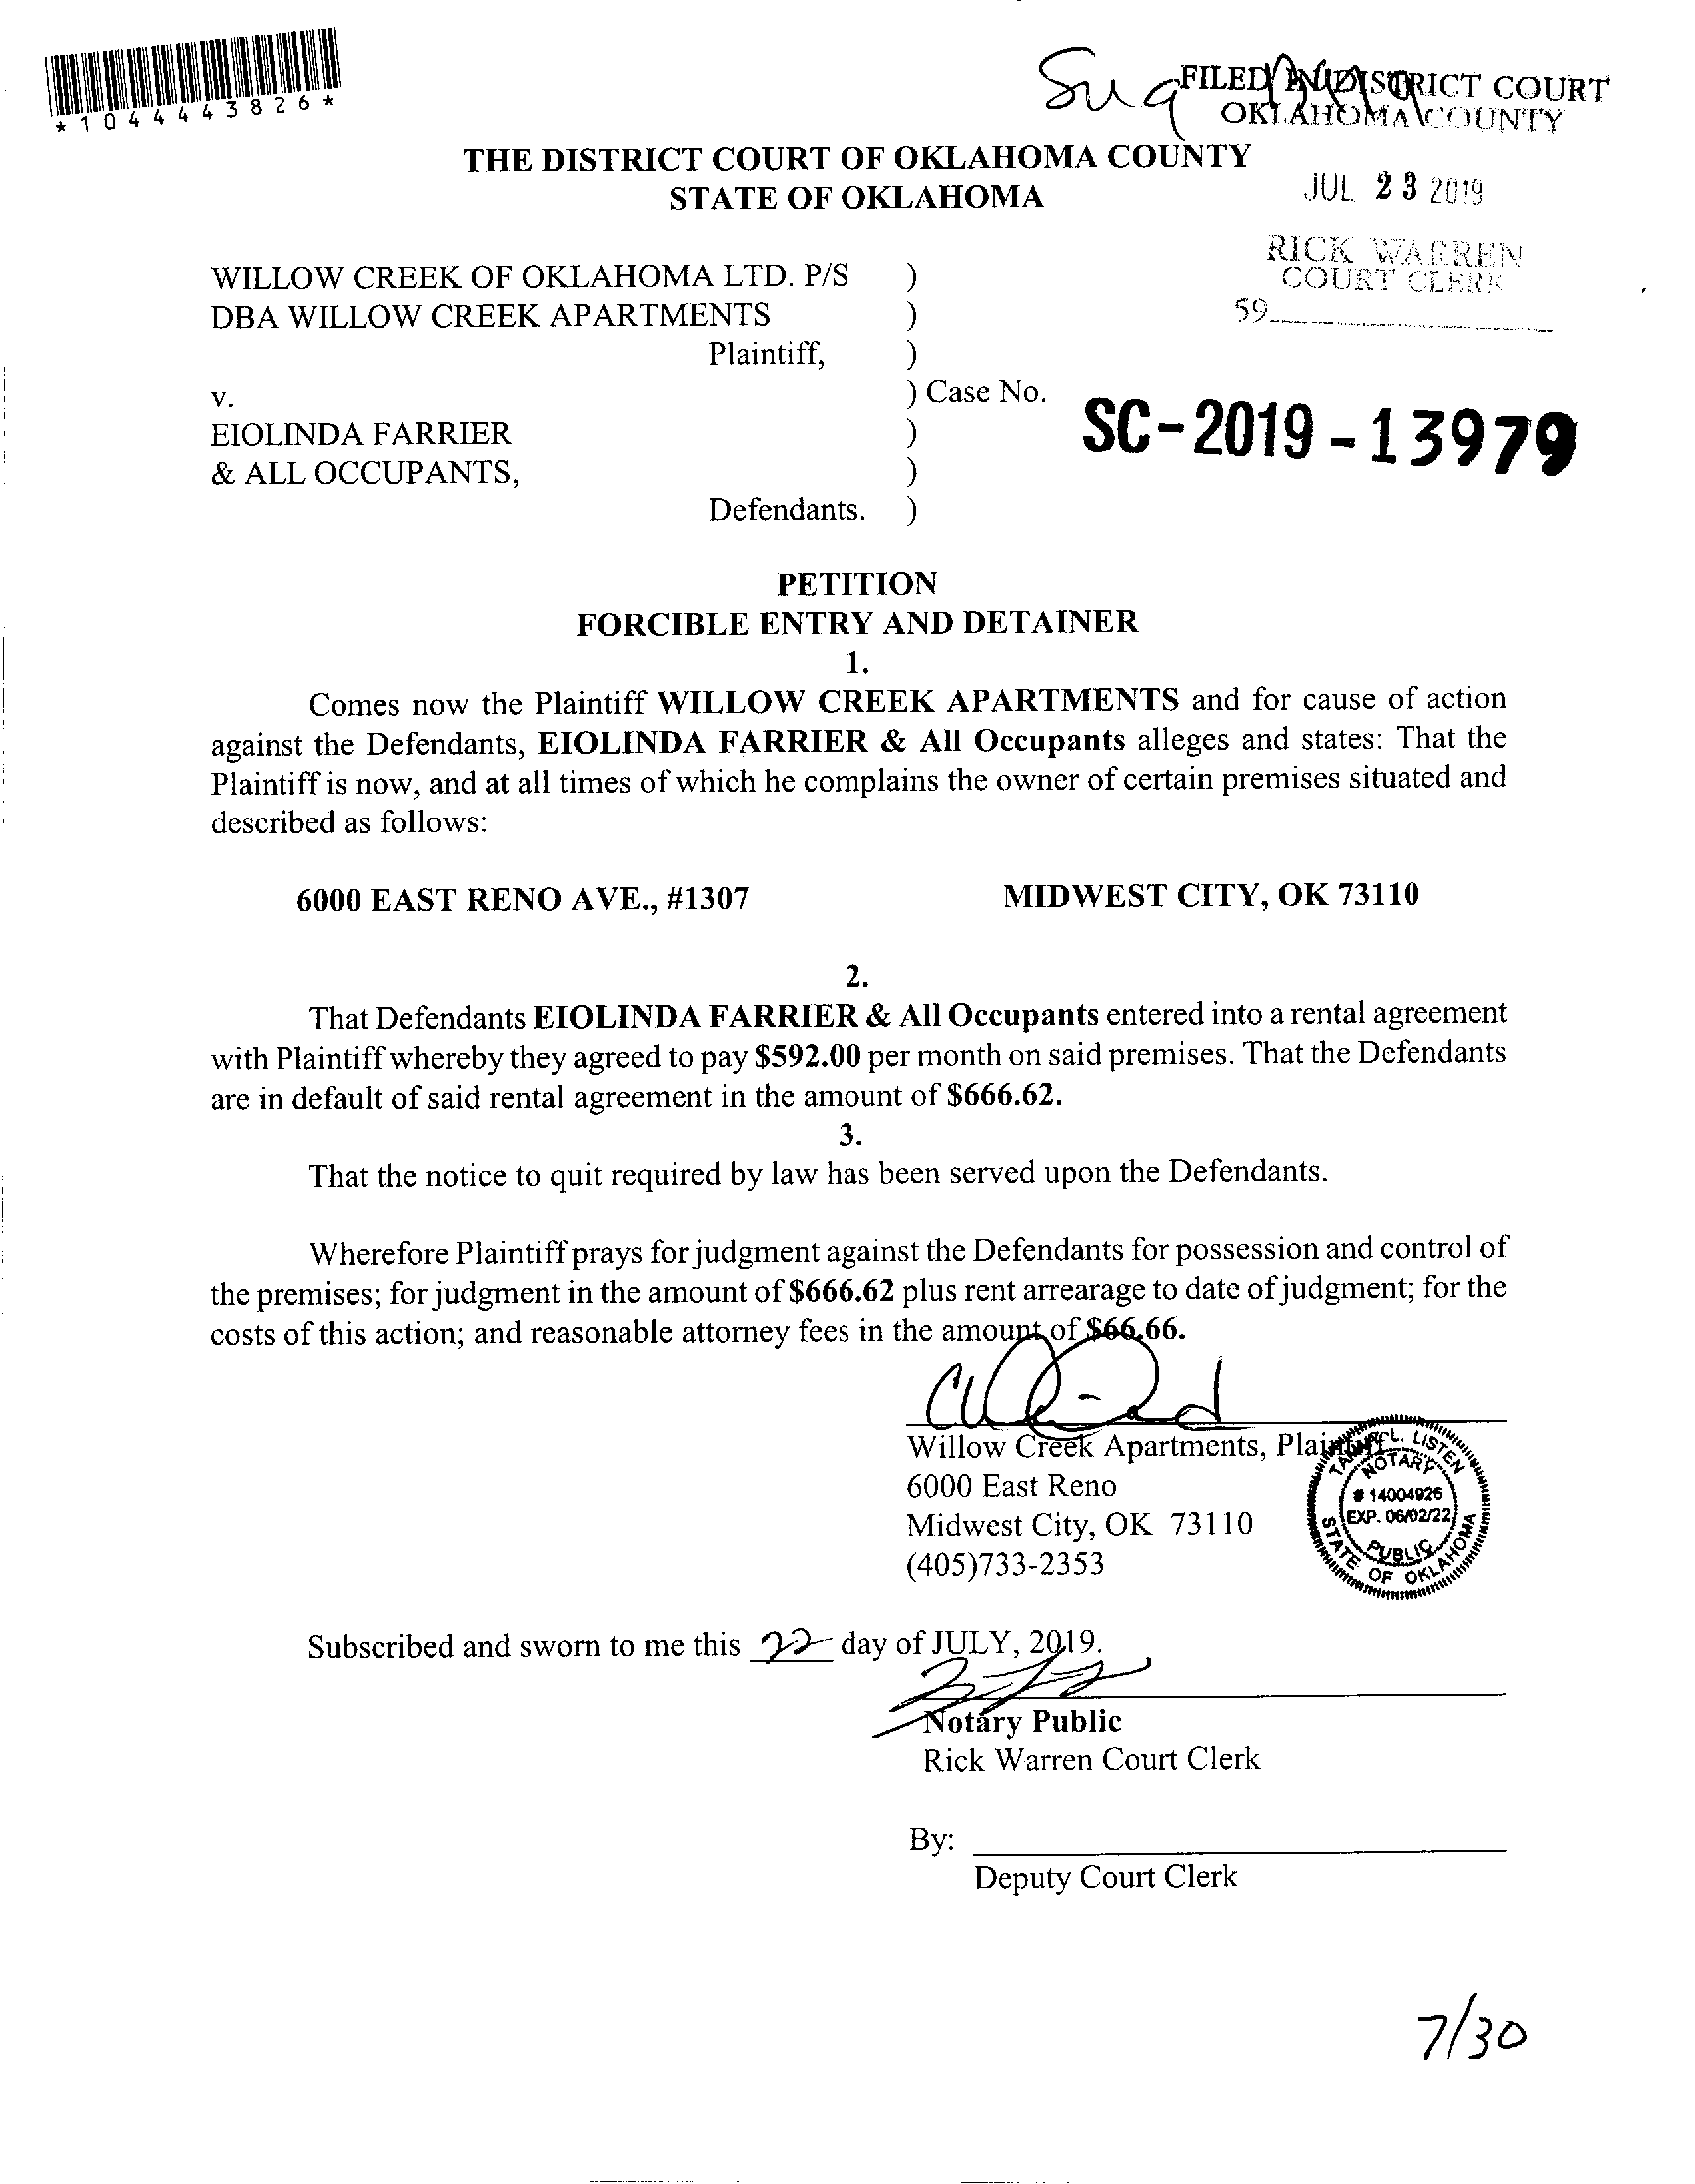 *1044443826*
FILED IN DISTRICT COURT
OKLAHOMA COUNTY
THE DISTRICT COURT OF OKLAHOMA COUNTY
STATE OF OKLAHOMA
JUL 23 2019
RICK WARREN
COURT CLERK
59
WILLOW CREEK OF OKLAHOMA LTD. P/S )
DBA WILLOW CREEK APARTMENTS )
Plaintiff, )
v. ) Case No. SC-2019-13979
EIOLINDA FARRIER )
& ALL OCCUPANTS, )
Defendants. )
PETITION
FORCIBLE ENTRY AND DETAINER
1.
Comes now the Plaintiff WILLOW CREEK APARTMENTS and for cause of action
against the Defendants, EIOLINDA FARRIER & All Occupants alleges and states: That the
Plaintiff is now, and at all times of which he complains the owner of certain premises situated and
described as follows:
6000 EAST RENO AVE., #1307 MIDWEST CITY, OK 73110
2.
That Defendants EIOLINDA FARRIER & All Occupants entered into a rental agreement
with Plaintiff whereby they agreed to pay $592.00 per month on said premises. That the Defendants
are in default of said rental agreement in the amount of $666.62.
3.
That the notice to quit required by law has been served upon the Defendants.
Wherefore Plaintiff prays for judgment against the Defendants for possession and control of
the premises; for judgment in the amount of $666.62 plus rent arrearage to date of judgment; for the
costs of this action; and reasonable attorney fees in the amount of $66.66.
Willow Creek Apartments, Plaintiff
6000 East Reno
Midwest City, OK 73110
(405)733-2353
L. LISTEN
NOTARY
# 14004926
EXP. 06/02/22
PUBLIC
STATE OF OKLAHOMA
Subscribed and sworn to me this 22 day of JULY, 2019.
Notary Public
Rick Warren Court Clerk
By:
Deputy Court Clerk
7/30